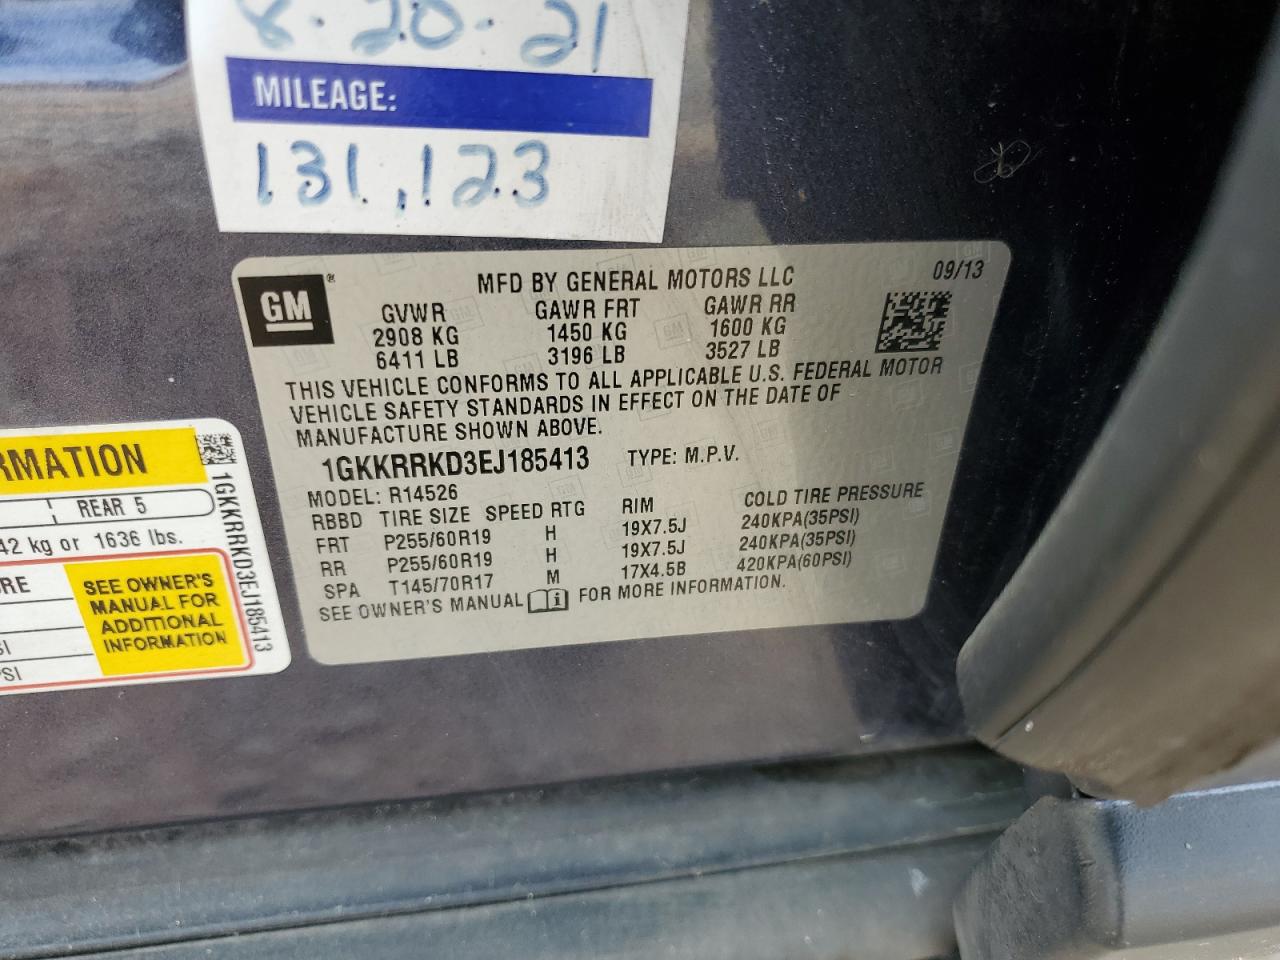 8-20-21
MILEAGE:
131,123
GM ®
MFD BY GENERAL MOTORS LLC 09/13
GVWR GAWR FRT GAWR RR
2908 KG 1450 KG 1600 KG
6411 LB 3196 LB 3527 LB
THIS VEHICLE CONFORMS TO ALL APPLICABLE U.S. FEDERAL MOTOR
VEHICLE SAFETY STANDARDS IN EFFECT ON THE DATE OF
MANUFACTURE SHOWN ABOVE.
1GKKRRKD3EJ185413 TYPE: M.P.V.
MODEL: R14526
RBBD TIRE SIZE SPEED RTG RIM COLD TIRE PRESSURE
FRT P255/60R19 H 19X7.5J 240KPA(35PSI)
RR P255/60R19 H 19X7.5J 240KPA(35PSI)
SPA T145/70R17 M 17X4.5B 420KPA(60PSI)
SEE OWNER'S MANUAL i FOR MORE INFORMATION.
RMATION
REAR 5
42 kg or 1636 lbs.
RE
SI
PSI
SEE OWNER'S
MANUAL FOR
ADDITIONAL
INFORMATION
1GKKRRKD3EJ185413